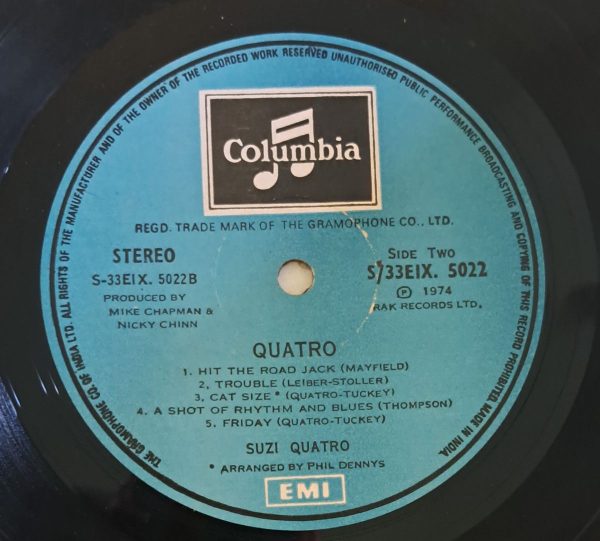 THE GRAMOPHONE CO. OF INDIA LTD. ALL RIGHTS OF THE MANUFACTURER AND OF THE OWNER OF THE RECORDED WORK RESERVED UNAUTHORISED PUBLIC PERFORMANCE BROADCASTING AND COPYING OF THIS RECORD PROHIBITED MADE IN INDIA.
Columbia
REGD. TRADE MARK OF THE GRAMOPHONE CO., LTD.
STEREO
S-33EIX. 5022B
PRODUCED BY
MIKE CHAPMAN &
NICKY CHINN
SIDE TWO
S/33EIX. 5022
Ⓟ 1974
RAK RECORDS LTD.
QUATRO
1. HIT THE ROAD JACK (MAYFIELD)
2, TROUBLE (LEIBER-STOLLER)
3. CAT SIZE* (QUATRO-TUCKEY)
4. A SHOT OF RHYTHM AND BLUES (THOMPSON)
5. FRIDAY (QUATRO-TUCKEY)
SUZI QUATRO
* ARRANGED BY PHIL DENNYS
EMI